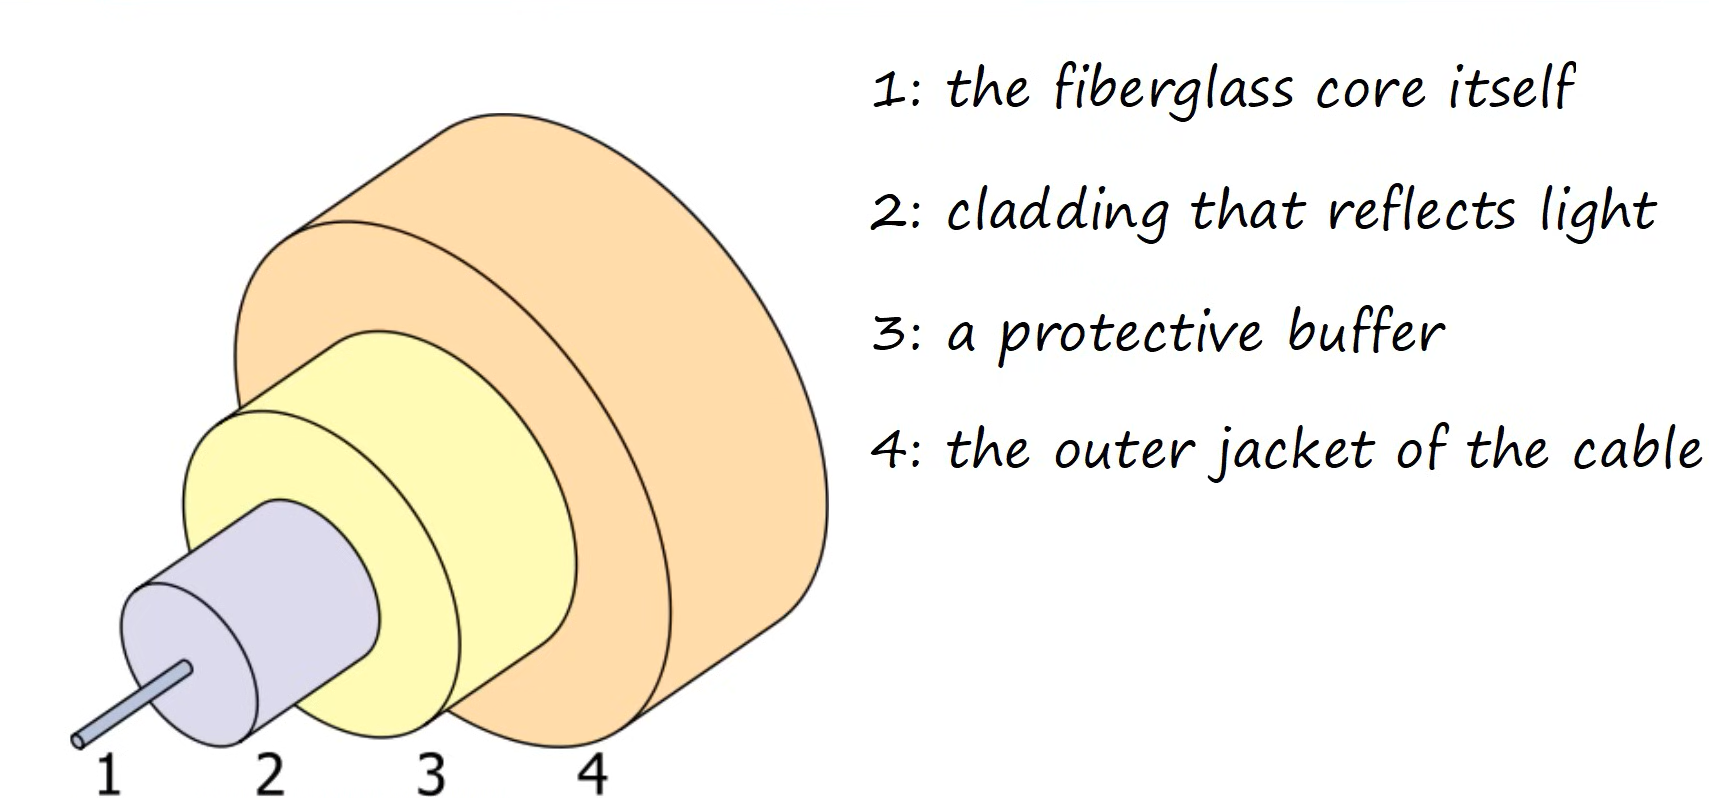 1: the fiberglass core itself
2: cladding that reflects light
3: a protective buffer
4: the outer jacket of the cable
1 2 3 4